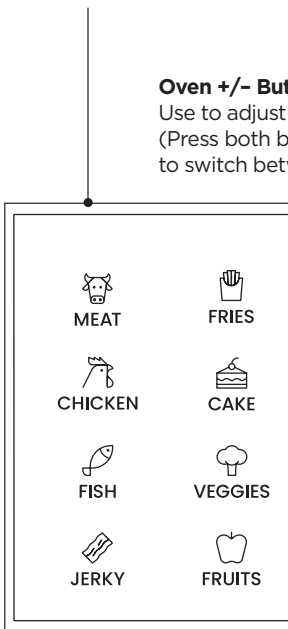 Oven +/- But
Use to adjust
(Press both b
to switch betw
MEAT
FRIES
CHICKEN
CAKE
FISH
VEGGIES
JERKY
FRUITS